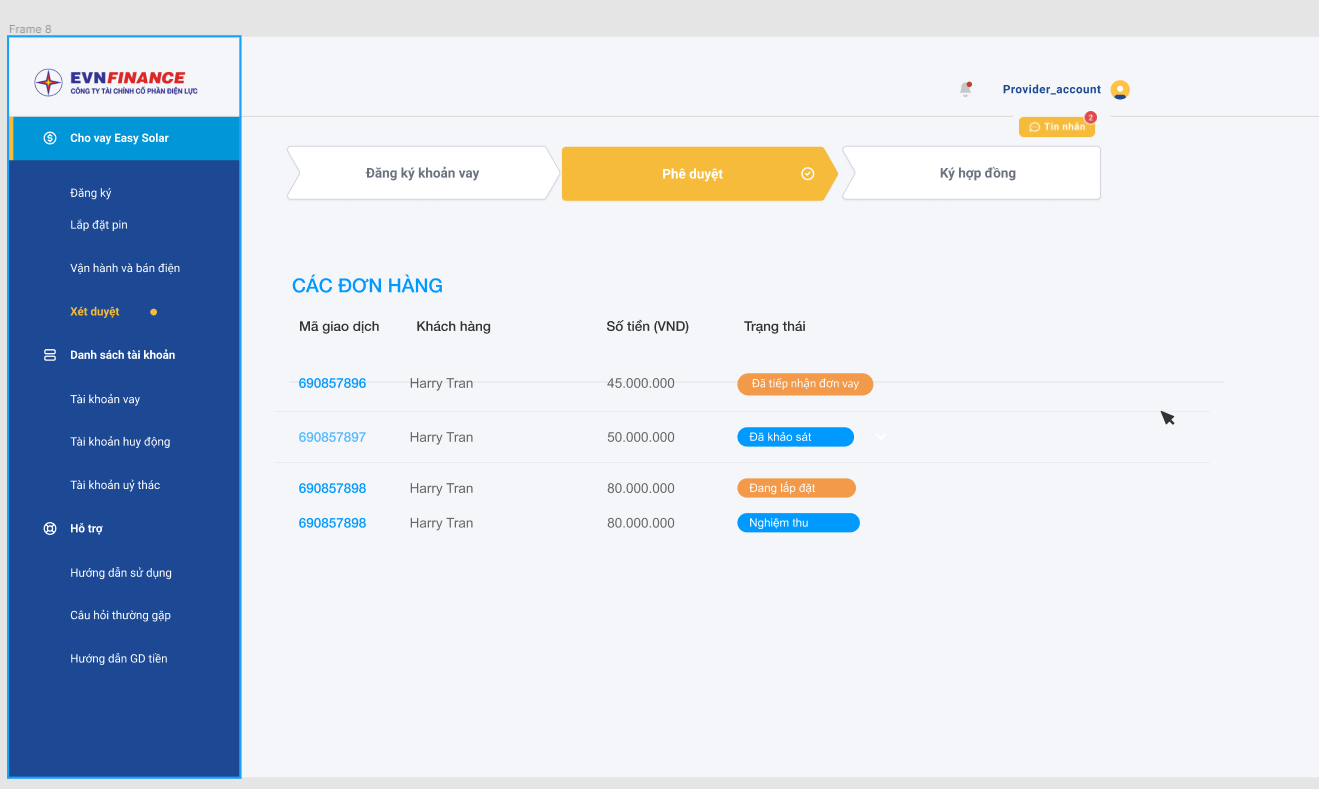 Frame 8
EVNFINANCE
CÔNG TY TÀI CHÍNH CỔ PHẦN ĐIỆN LỰC
Provider_account
Tin nhắn
2
Cho vay Easy Solar
Đăng ký
Lắp đặt pin
Vận hành và bán điện
Xét duyệt
Danh sách tài khoản
Tài khoản vay
Tài khoản huy động
Tài khoản uỷ thác
Hỗ trợ
Hướng dẫn sử dụng
Câu hỏi thường gặp
Hướng dẫn GD tiền
Đăng ký khoản vay
Phê duyệt
Ký hợp đồng
CÁC ĐƠN HÀNG
Mã giao dịch Khách hàng Số tiền (VND) Trạng thái
690857896 Harry Tran 45.000.000 Đã tiếp nhận đơn vay
690857897 Harry Tran 50.000.000 Đã khảo sát
690857898 Harry Tran 80.000.000 Đang lắp đặt
690857898 Harry Tran 80.000.000 Nghiệm thu